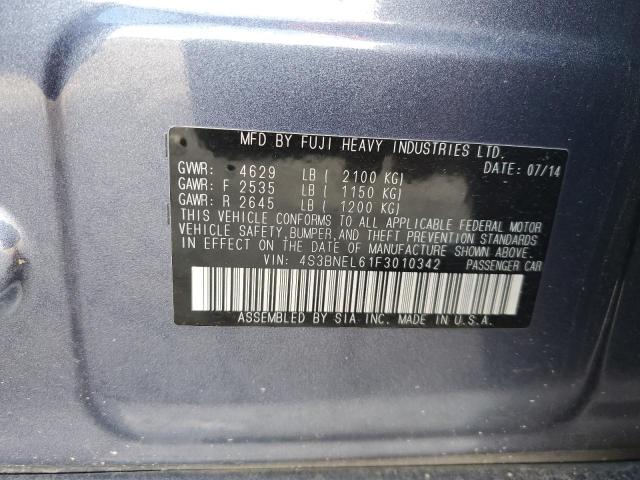 MFD BY FUJI HEAVY INDUSTRIES LTD.
GVWR: 4629 LB ( 2100 KG) DATE: 07/14
GAWR: F 2535 LB ( 1150 KG)
GAWR: R 2645 LB ( 1200 KG)
THIS VEHICLE CONFORMS TO ALL APPLICABLE FEDERAL MOTOR
VEHICLE SAFETY, BUMPER, AND THEFT PREVENTION STANDARDS
IN EFFECT ON THE DATE OF MANUFACTURE SHOWN ABOVE.
VIN: 4S3BNEL61F3010342 PASSENGER CAR
ASSEMBLED BY SIA INC. MADE IN U.S.A.